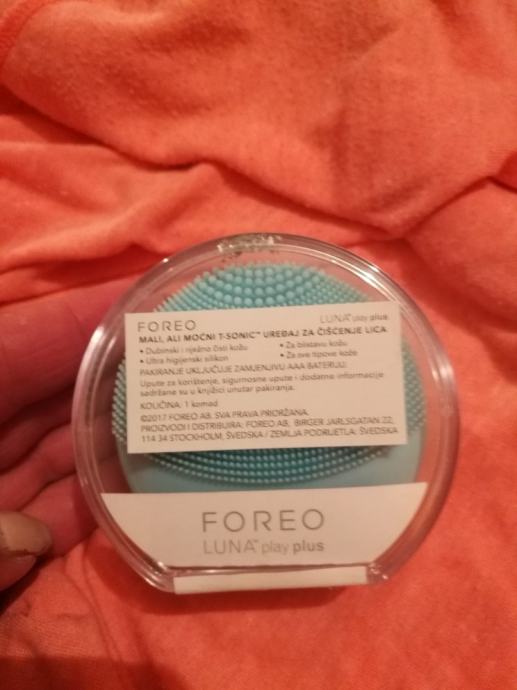 FOREO LUNA™ play plus
MALI, ALI MOĆNI T-SONIC™ UREĐAJ ZA ČIŠĆENJE LICA
• Dubinski i nježno čisti kožu • Za blistavu kožu
• Ultra higijenski silikon • Za sve tipove kože
PAKIRANJE UKLJUČUJE ZAMJENJIVU AAA BATERIJU.
Upute za korištenje, sigurnosne upute i dodatne informacije
sadržane su u knjižici unutar pakiranja.
KOLIČINA: 1 komad
©2017 FOREO AB. SVA PRAVA PRIDRŽANA.
PROIZVODI I DISTRIBUIRA: FOREO AB, BIRGER JARLSGATAN 22,
114 34 STOCKHOLM, ŠVEDSKA / ZEMLJA PODRIJETLA: ŠVEDSKA
FOREO
LUNA™ play plus